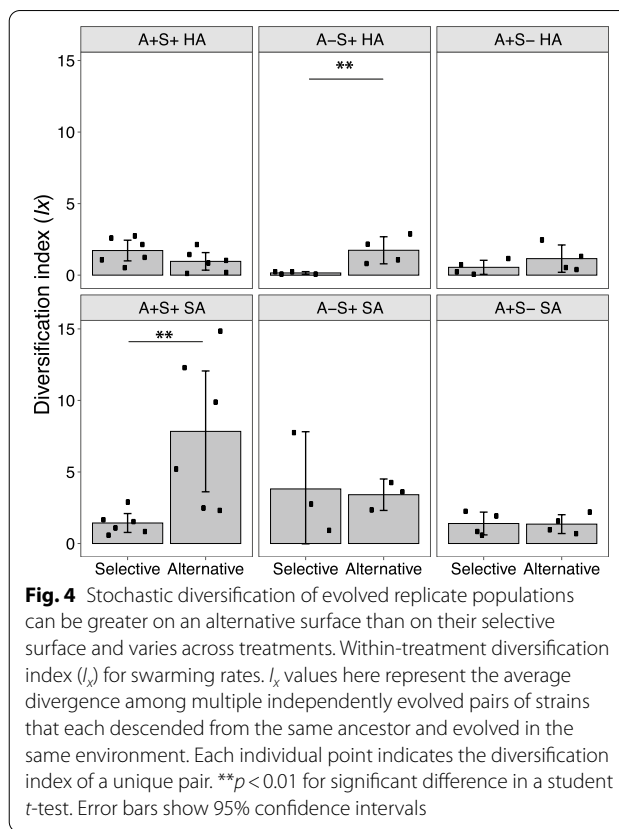 A+S+ HA A−S+ HA A+S− HA
15
10
5
0
**
Diversification index (Ix)
A+S+ SA A−S+ SA A+S− SA
15
10
5
0
**
Selective Alternative Selective Alternative Selective Alternative
Fig. 4 Stochastic diversification of evolved replicate populations
can be greater on an alternative surface than on their selective
surface and varies across treatments. Within-treatment diversification
index (Ix) for swarming rates. Ix values here represent the average
divergence among multiple independently evolved pairs of strains
that each descended from the same ancestor and evolved in the
same environment. Each individual point indicates the diversification
index of a unique pair. **p < 0.01 for significant difference in a student
t-test. Error bars show 95% confidence intervals